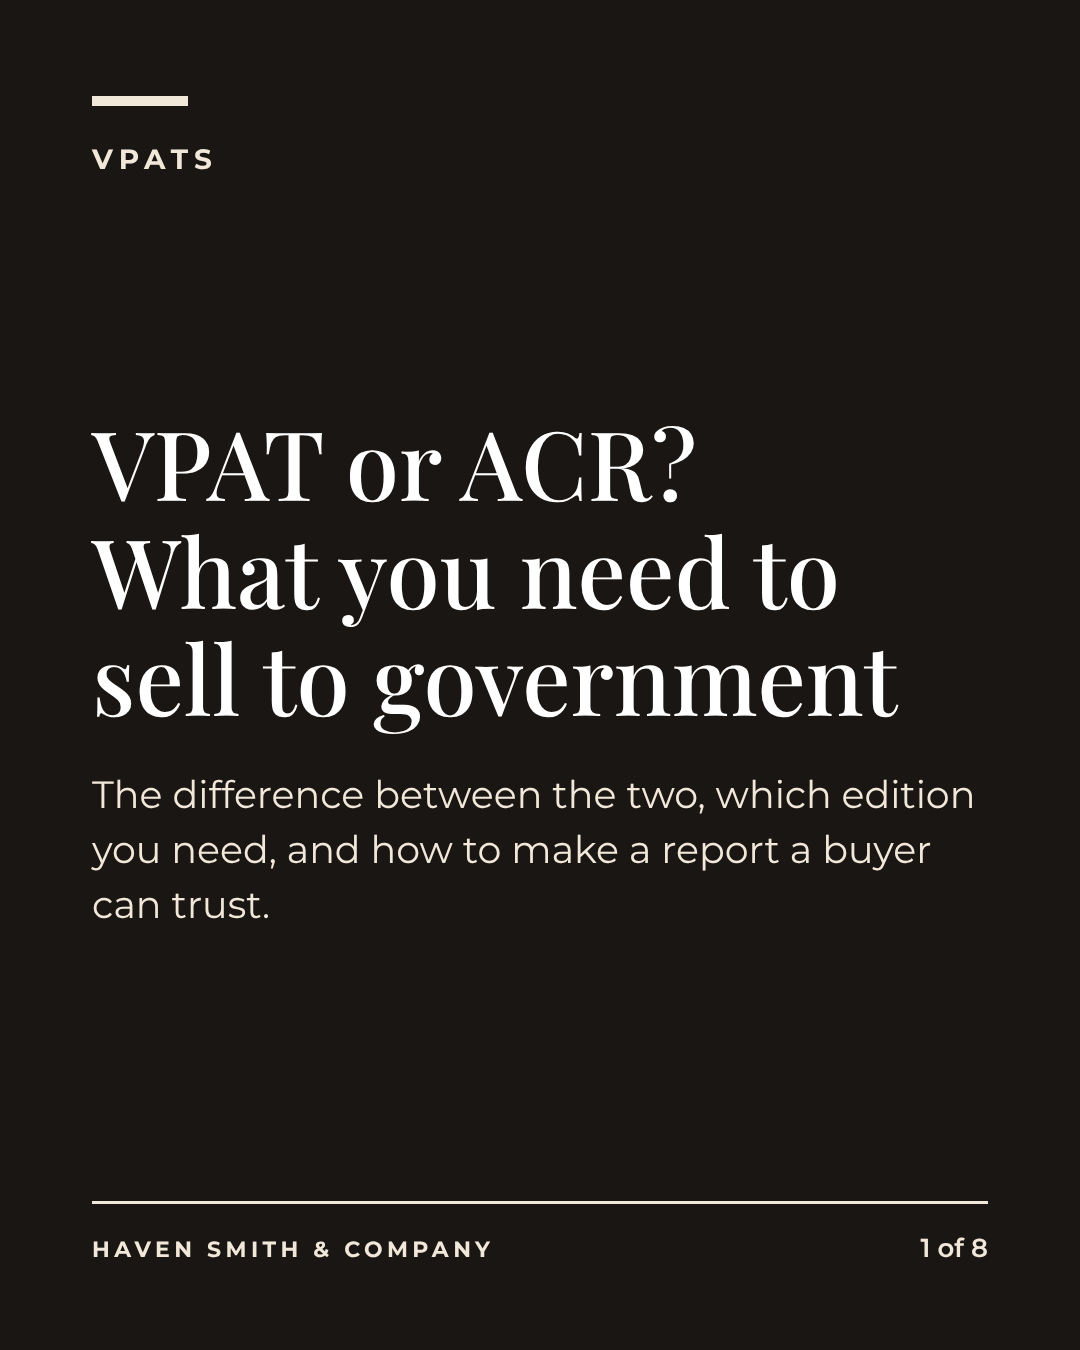 VPATS
VPAT or ACR?
What you need to
sell to government
The difference between the two, which edition
you need, and how to make a report a buyer
can trust.
HAVEN SMITH & COMPANY
1 of 8